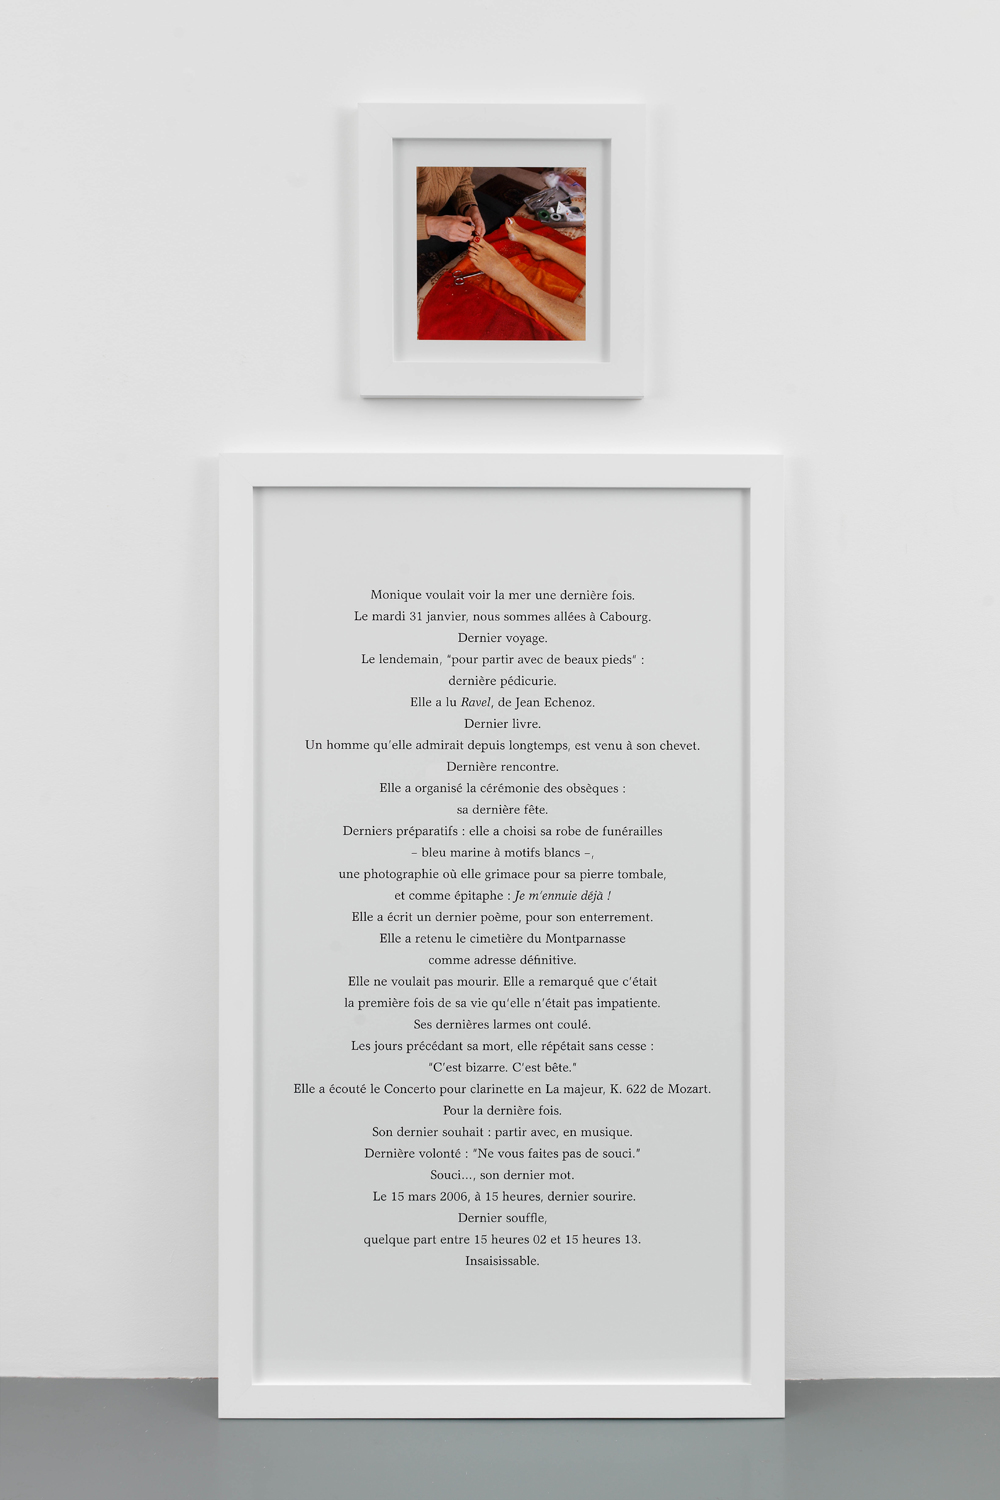 Monique voulait voir la mer une dernière fois.
Le mardi 31 janvier, nous sommes allées à Cabourg.
Dernier voyage.
Le lendemain, "pour partir avec de beaux pieds" :
dernière pédicurie.
Elle a lu Ravel, de Jean Echenoz.
Dernier livre.
Un homme qu'elle admirait depuis longtemps, est venu à son chevet.
Dernière rencontre.
Elle a organisé la cérémonie des obsèques :
sa dernière fête.
Derniers préparatifs : elle a choisi sa robe de funérailles
– bleu marine à motifs blancs –,
une photographie où elle grimace pour sa pierre tombale,
et comme épitaphe : Je m'ennuie déjà !
Elle a écrit un dernier poème, pour son enterrement.
Elle a retenu le cimetière du Montparnasse
comme adresse définitive.
Elle ne voulait pas mourir. Elle a remarqué que c'était
la première fois de sa vie qu'elle n'était pas impatiente.
Ses dernières larmes ont coulé.
Les jours précédant sa mort, elle répétait sans cesse :
"C'est bizarre. C'est bête."
Elle a écouté le Concerto pour clarinette en La majeur, K. 622 de Mozart.
Pour la dernière fois.
Son dernier souhait : partir avec, en musique.
Dernière volonté : "Ne vous faites pas de souci."
Souci..., son dernier mot.
Le 15 mars 2006, à 15 heures, dernier sourire.
Dernier souffle,
quelque part entre 15 heures 02 et 15 heures 13.
Insaisissable.